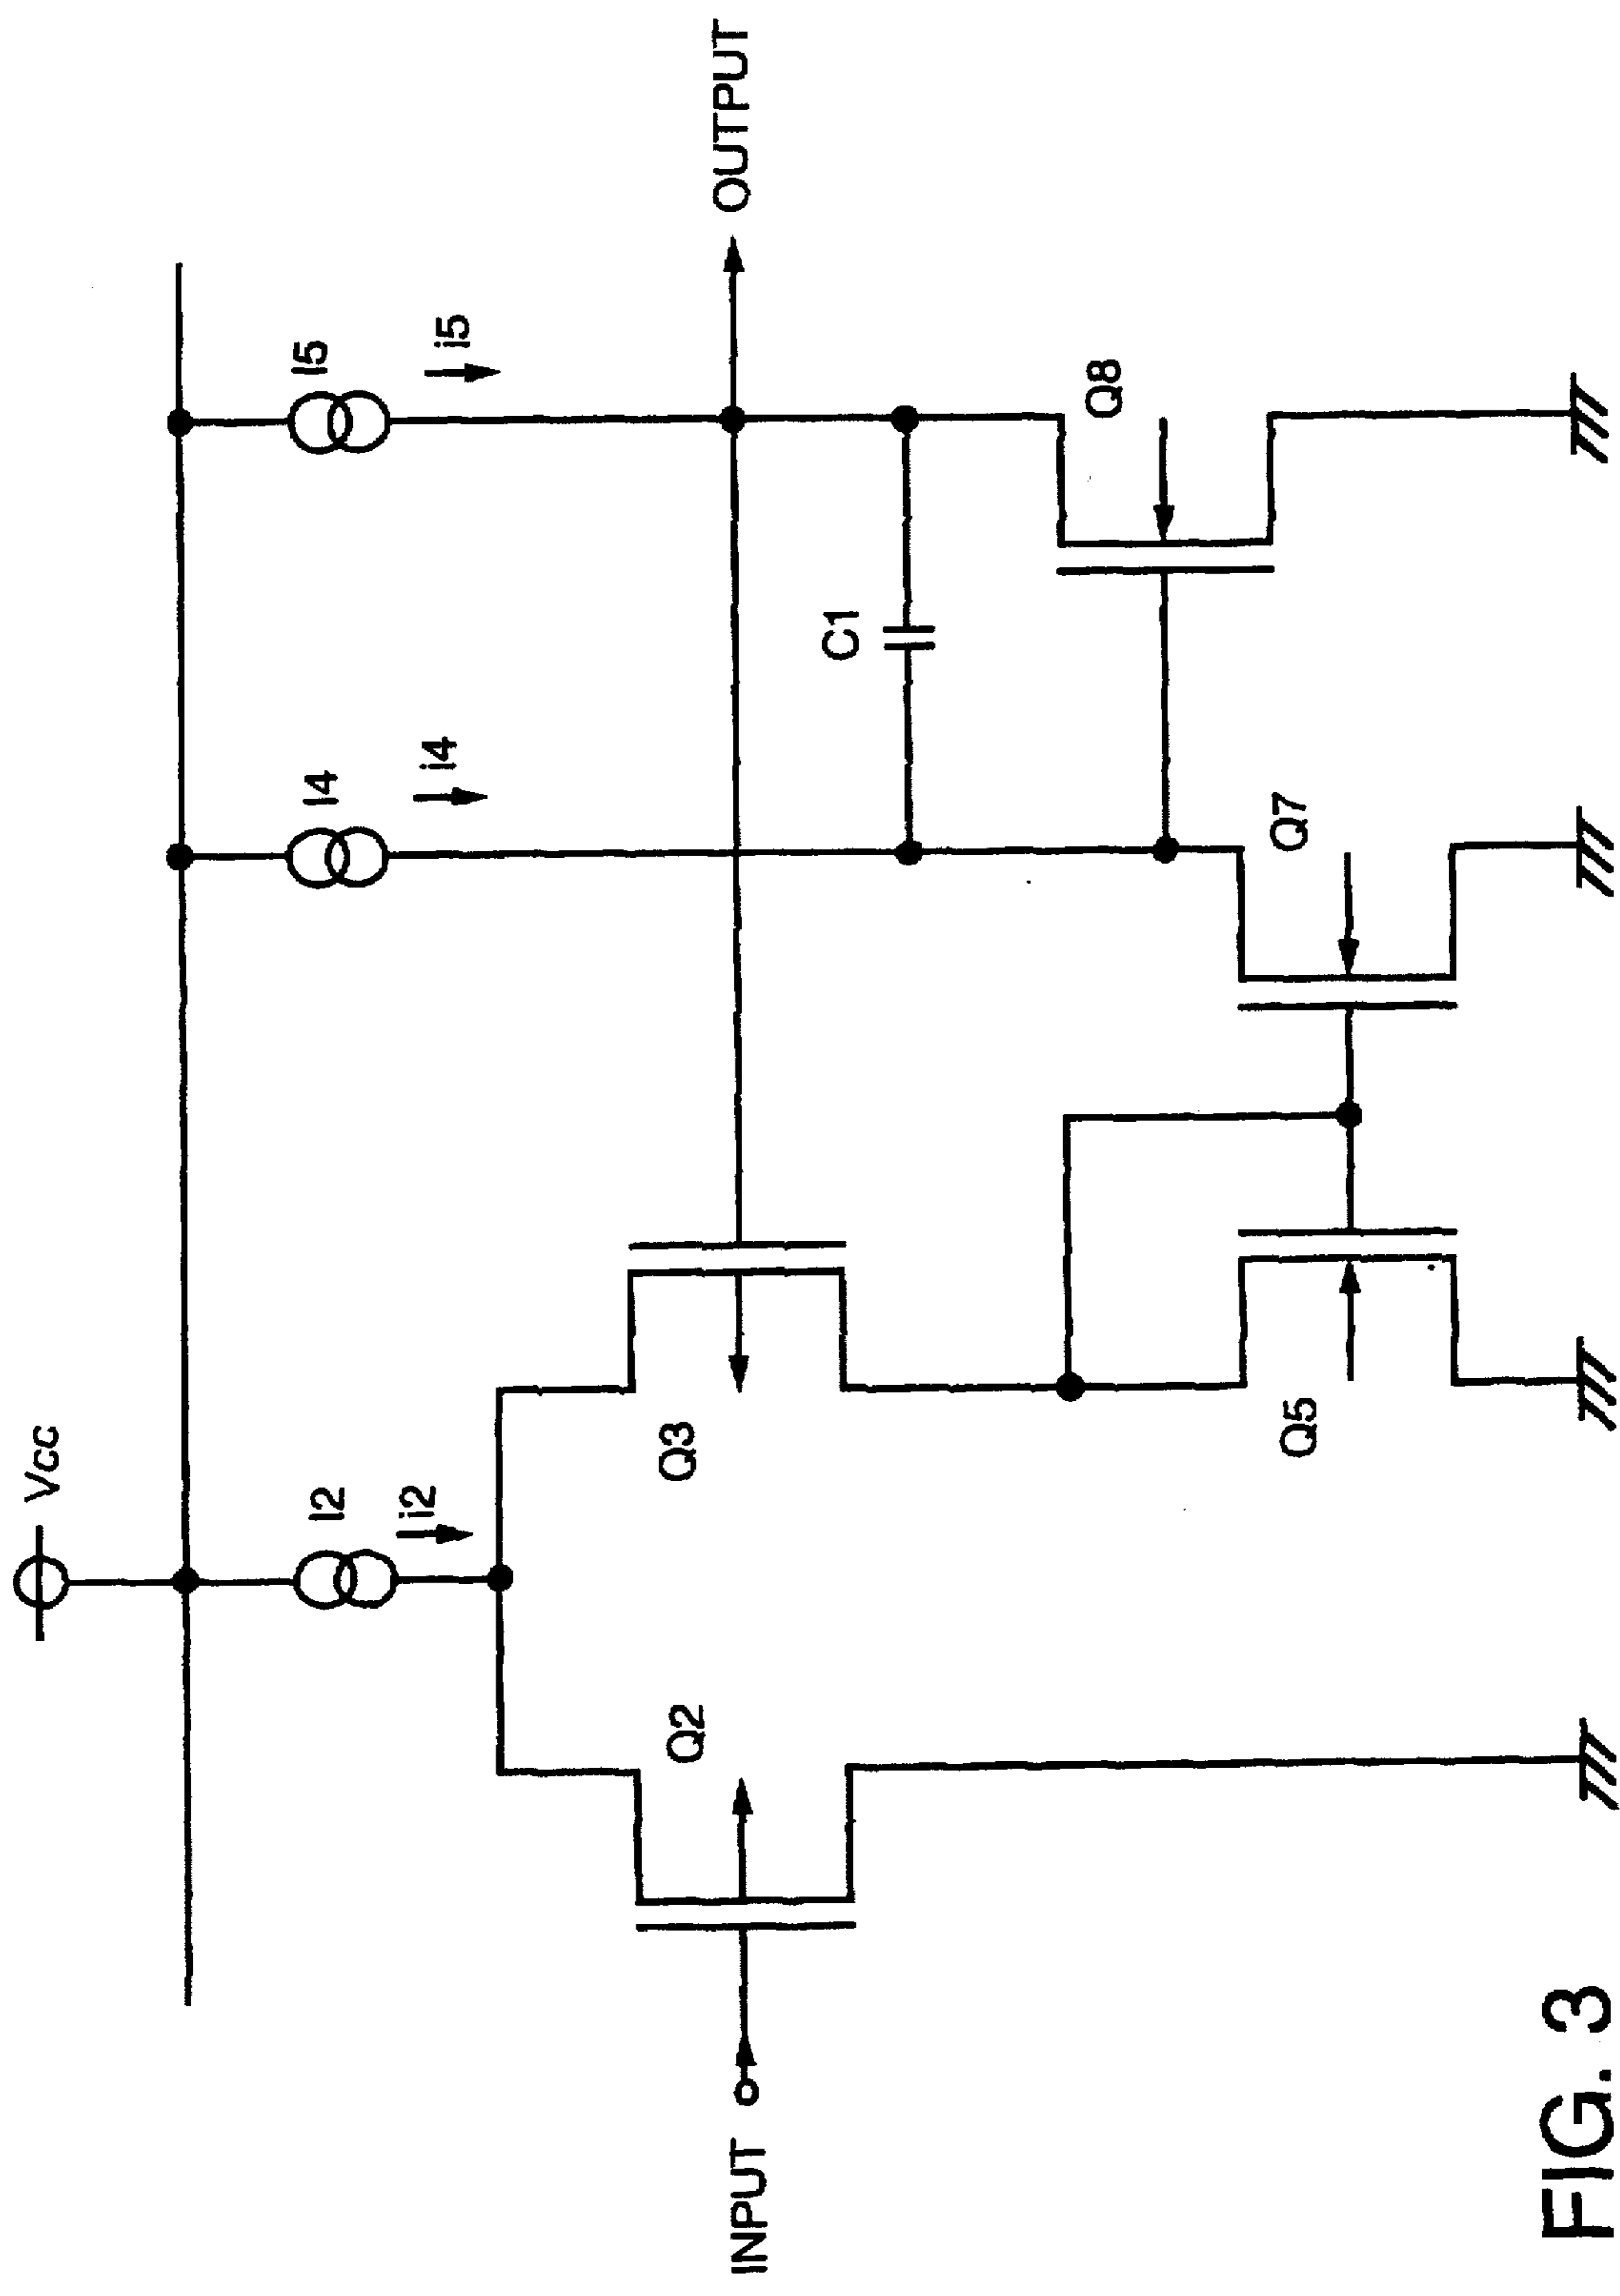 Vcc
I2
i2
I4
i4
I5
i5
Q2
Q3
C1
OUTPUT
INPUT
Q5
Q7
Q8
FIG. 3